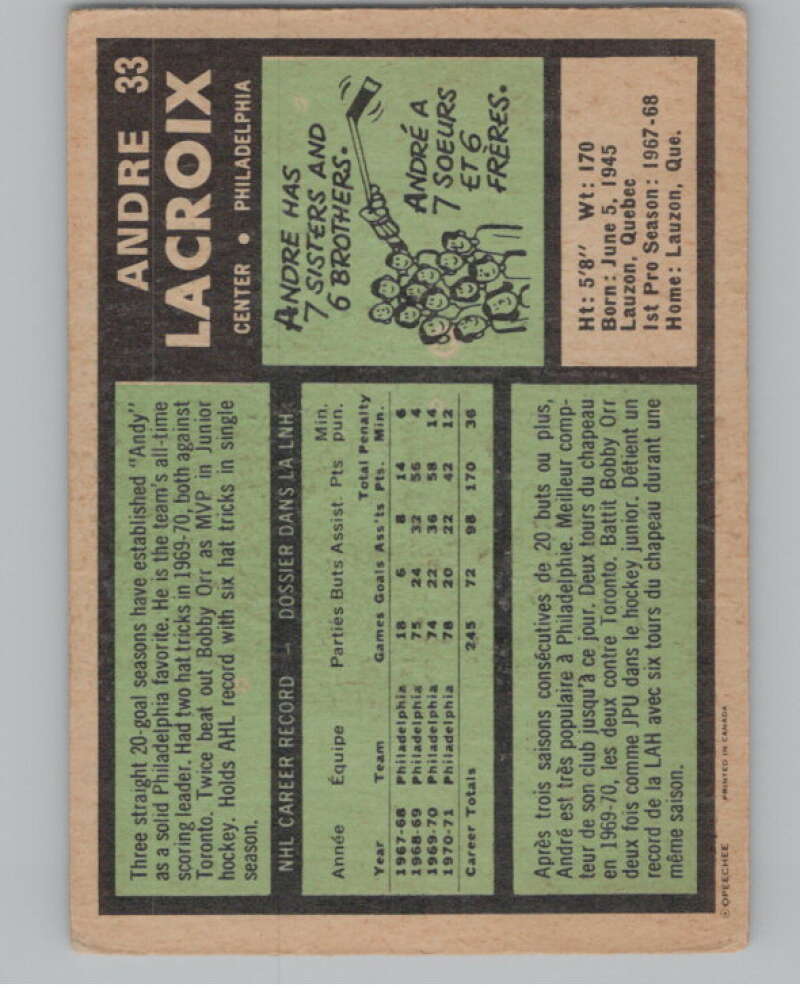 ANDRE 33
LACROIX
CENTER • PHILADELPHIA
Three straight 20-goal seasons have established "Andy"
as a solid Philadelphia favorite. He is the team's all-time
scoring leader. Had two hat tricks in 1969-70, both against
Toronto. Twice beat out Bobby Orr as MVP in Junior
hockey. Holds AHL record with six hat tricks in single
season.
ANDRE HAS
7 SISTERS AND
6 BROTHERS.
ANDRÉ A
7 SOEURS
ET 6
FRÈRES.
NHL CAREER RECORD — DOSSIER DANS LA LNH
Année Équipe Parties Buts Assist. Pts Min. pun.
Year Team Games Goals Ass'ts Pts. Total Penalty Min.
1967-68 Philadelphia 18 6 8 14 6
1968-69 Philadelphia 75 24 32 56 4
1969-70 Philadelphia 74 22 36 58 14
1970-71 Philadelphia 78 20 22 42 12
Career Totals 245 72 98 170 36
Après trois saisons consécutives de 20 buts ou plus,
André est très populaire à Philadelphie. Meilleur comp-
teur de son club jusqu'à ce jour. Deux tours du chapeau
en 1969-70, les deux contre Toronto. Battit Bobby Orr
deux fois comme JPU dans le hockey junior. Détient un
record de la LAH avec six tours du chapeau durant une
même saison.
Ht: 5'8" Wt: 170
Born: June 5, 1945
Lauzon, Quebec
1st Pro Season: 1967-68
Home: Lauzon, Que.
© OPEECHEE PRINTED IN CANADA